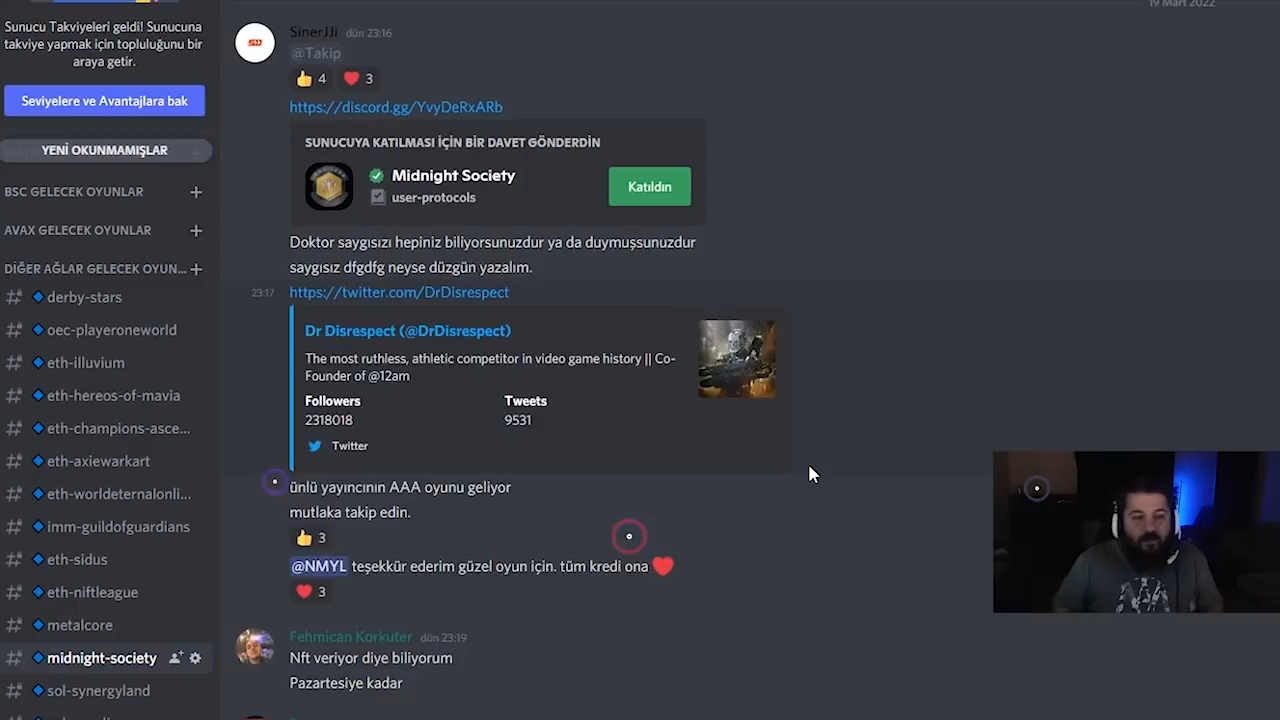 Sunucu Takviyeleri geldi! Sunucuna
takviye yapmak için topluluğunu bir
araya getir.
Seviyelere ve Avantajlara bak
YENİ OKUNMAMIŞLAR
BSC GELECEK OYUNLAR
AVAX GELECEK OYUNLAR
DİĞER AĞLAR GELECEK OYUN...
derby-stars
oec-playeroneworld
eth-illuvium
eth-hereos-of-mavia
eth-champions-asce...
eth-axiewarkart
eth-worldeternalonli...
imm-guildofguardians
eth-sidus
eth-niftleague
metalcore
midnight-society
sol-synergyland
19 Mart 2022
SinerJJi dün 23:16
@Takip
4 3
https://discord.gg/YvyDeRxARb
SUNUCUYA KATILMASI İÇİN BİR DAVET GÖNDERDİN
Midnight Society
user-protocols
Katıldın
Doktor saygısızı hepiniz biliyorsunuzdur ya da duymuşsunuzdur
saygısız dfgdfg neyse düzgün yazalım.
23:17 https://twitter.com/DrDisrespect
Dr Disrespect (@DrDisrespect)
The most ruthless, athletic competitor in video game history || Co-
Founder of @12am
Followers Tweets
2318018 9531
Twitter
ünlü yayıncının AAA oyunu geliyor
mutlaka takip edin.
3
@NMYL teşekkür ederim güzel oyun için. tüm kredi ona
3
Fehmican Korkuter dün 23:19
Nft veriyor diye biliyorum
Pazartesiye kadar